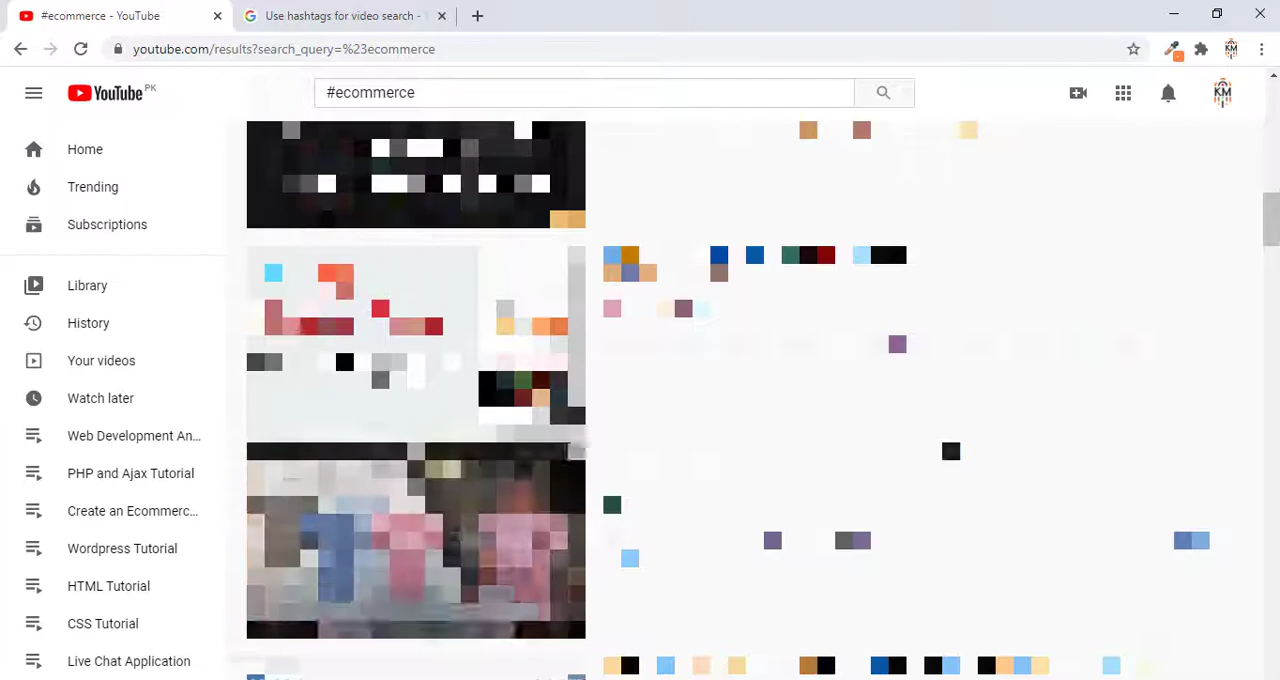 #ecommerce - YouTube
Use hashtags for video search -
youtube.com/results?search_query=%23ecommerce
YouTube PK
#ecommerce
KM
Home
Trending
Subscriptions
Library
History
Your videos
Watch later
Web Development An...
PHP and Ajax Tutorial
Create an Ecommerc...
Wordpress Tutorial
HTML Tutorial
CSS Tutorial
Live Chat Application